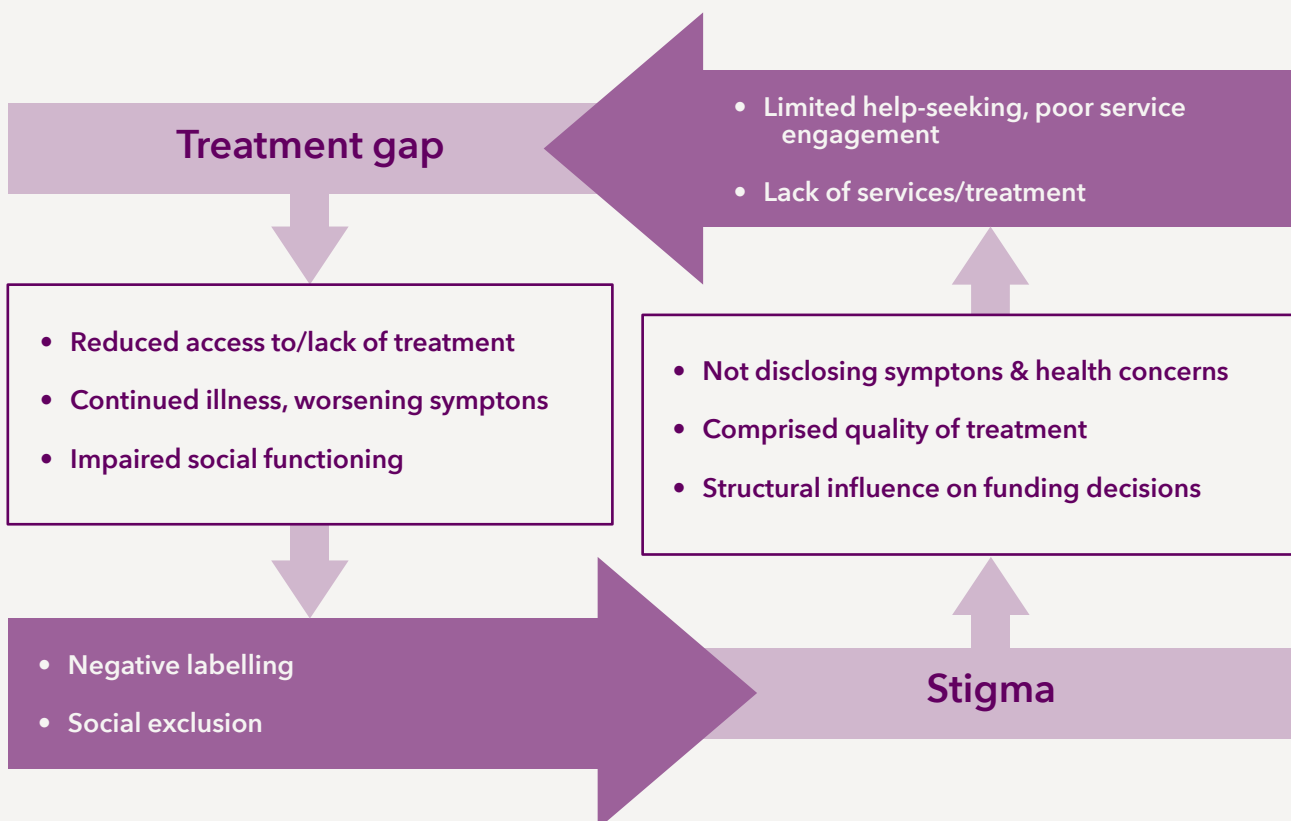 Treatment gap
• Limited help-seeking, poor service
engagement
• Lack of services/treatment
• Reduced access to/lack of treatment
• Continued illness, worsening symptons
• Impaired social functioning
• Not disclosing symptons & health concerns
• Comprised quality of treatment
• Structural influence on funding decisions
• Negative labelling
• Social exclusion
Stigma